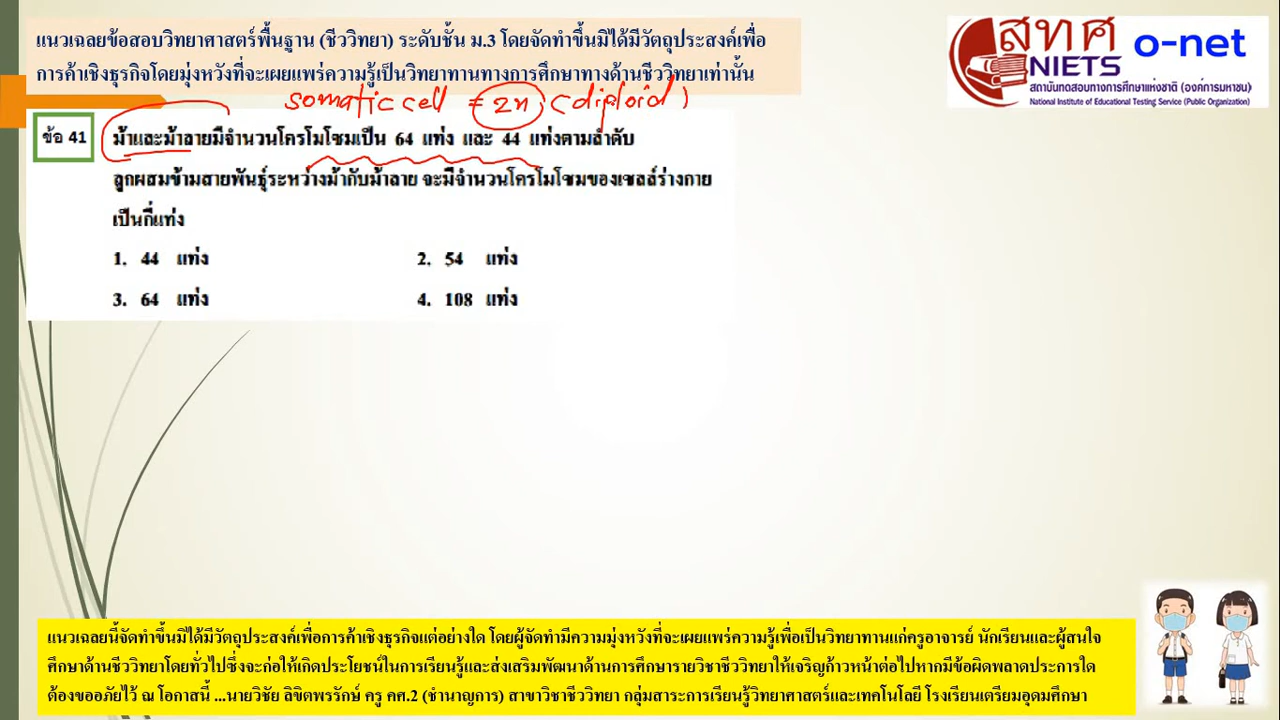 แนวเฉลยข้อสอบวิทยาศาสตร์พื้นฐาน (ชีววิทยา) ระดับชั้น ม.3 โดยจัดทำขึ้นมิได้มีวัตถุประสงค์เพื่อ
การค้าเชิงธุรกิจโดยมุ่งหวังที่จะเผยแพร่ความรู้เป็นวิทยาทานทางการศึกษาทางด้านชีววิทยาเท่านั้น
สทศ
NIETS
o-net
สถาบันทดสอบทางการศึกษาแห่งชาติ (องค์การมหาชน)
National Institute of Educational Testing Service (Public Organization)
somatic cell = 2n, (diploid)
ข้อ 41
ม้าและม้าลายมีจำนวนโครโมโซมเป็น 64 แท่ง และ 44 แท่งตามลำดับ
ลูกผสมข้ามสายพันธุ์ระหว่างม้ากับม้าลาย จะมีจำนวนโครโมโซมของเซลล์ร่างกาย
เป็นกี่แท่ง
1. 44 แท่ง
2. 54 แท่ง
3. 64 แท่ง
4. 108 แท่ง
แนวเฉลยนี้จัดทำขึ้นมิได้มีวัตถุประสงค์เพื่อการค้าเชิงธุรกิจแต่อย่างใด โดยผู้จัดทำมีความมุ่งหวังที่จะเผยแพร่ความรู้เพื่อเป็นวิทยาทานแก่ครูอาจารย์ นักเรียนและผู้สนใจ
ศึกษาด้านชีววิทยาโดยทั่วไปซึ่งจะก่อให้เกิดประโยชน์ในการเรียนรู้และส่งเสริมพัฒนาด้านการศึกษารายวิชาชีววิทยาให้เจริญก้าวหน้าต่อไปหากมีข้อผิดพลาดประการใด
ต้องขออภัยไว้ ณ โอกาสนี้ ...นายวิชัย ลิขิตพรรักษ์ ครู คศ.2 (ชำนาญการ) สาขาวิชาชีววิทยา กลุ่มสาระการเรียนรู้วิทยาศาสตร์และเทคโนโลยี โรงเรียนเตรียมอุดมศึกษา